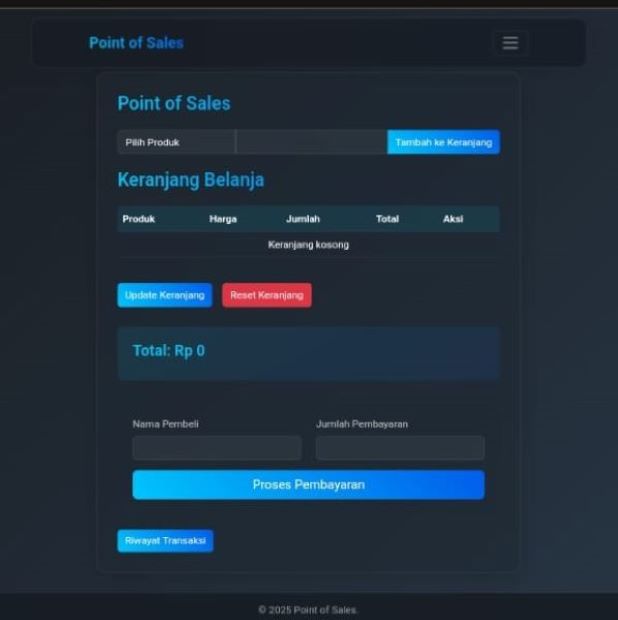 Point of Sales
Point of Sales
Pilih Produk Tambah ke Keranjang
Keranjang Belanja
Produk Harga Jumlah Total Aksi
Keranjang kosong
Update Keranjang Reset Keranjang
Total: Rp 0
Nama Pembeli Jumlah Pembayaran
Proses Pembayaran
Riwayat Transaksi
© 2025 Point of Sales.